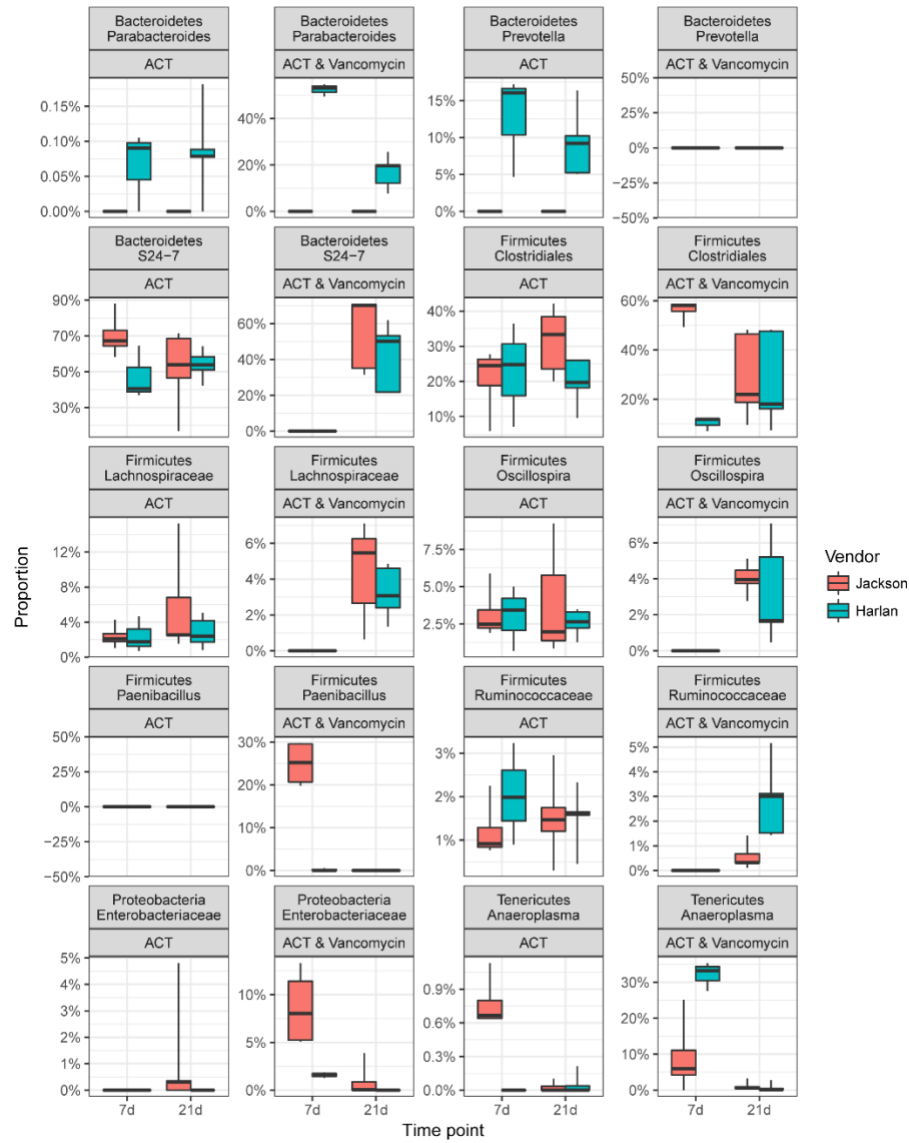 Bacteroidetes
Parabacteroides
ACT
Bacteroidetes
Parabacteroides
ACT & Vancomycin
Bacteroidetes
Prevotella
ACT
Bacteroidetes
Prevotella
ACT & Vancomycin
0.15%
0.10%
0.05%
0.00%
40%
20%
0%
15%
10%
5%
0%
50%
25%
0%
−25%
−50%
Bacteroidetes
S24−7
ACT
Bacteroidetes
S24−7
ACT & Vancomycin
Firmicutes
Clostridiales
ACT
Firmicutes
Clostridiales
ACT & Vancomycin
90%
70%
50%
30%
60%
40%
20%
0%
40%
30%
20%
10%
60%
40%
20%
Firmicutes
Lachnospiraceae
ACT
Firmicutes
Lachnospiraceae
ACT & Vancomycin
Firmicutes
Oscillospira
ACT
Firmicutes
Oscillospira
ACT & Vancomycin
12%
8%
4%
0%
6%
4%
2%
0%
7.5%
5.0%
2.5%
6%
4%
2%
0%
Firmicutes
Paenibacillus
ACT
Firmicutes
Paenibacillus
ACT & Vancomycin
Firmicutes
Ruminococcaceae
ACT
Firmicutes
Ruminococcaceae
ACT & Vancomycin
50%
25%
0%
−25%
−50%
30%
20%
10%
0%
3%
2%
1%
5%
4%
3%
2%
1%
0%
Proteobacteria
Enterobacteriaceae
ACT
Proteobacteria
Enterobacteriaceae
ACT & Vancomycin
Tenericutes
Anaeroplasma
ACT
Tenericutes
Anaeroplasma
ACT & Vancomycin
5%
4%
3%
2%
1%
0%
10%
5%
0%
0.9%
0.6%
0.3%
0.0%
30%
20%
10%
0%
7d 21d
7d 21d
7d 21d
7d 21d
Time point
Proportion
Vendor
Jackson
Harlan